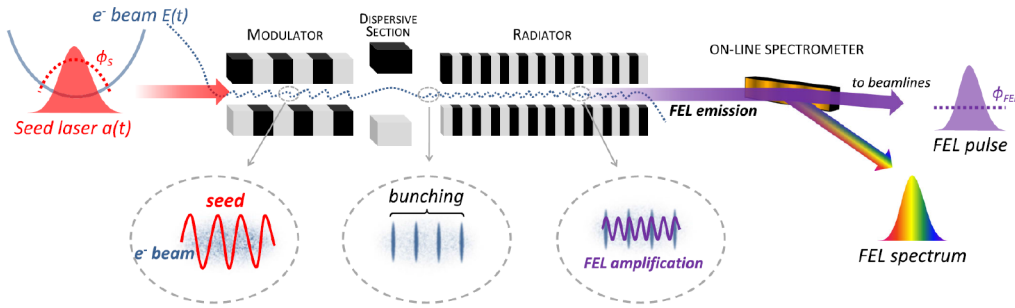 e⁻ beam E(t)
ϕS
Seed laser a(t)
MODULATOR
DISPERSIVE
SECTION
RADIATOR
ON-LINE SPECTROMETER
to beamlines
FEL emission
ϕFEL
FEL pulse
FEL spectrum
seed
e⁻ beam
bunching
FEL amplification